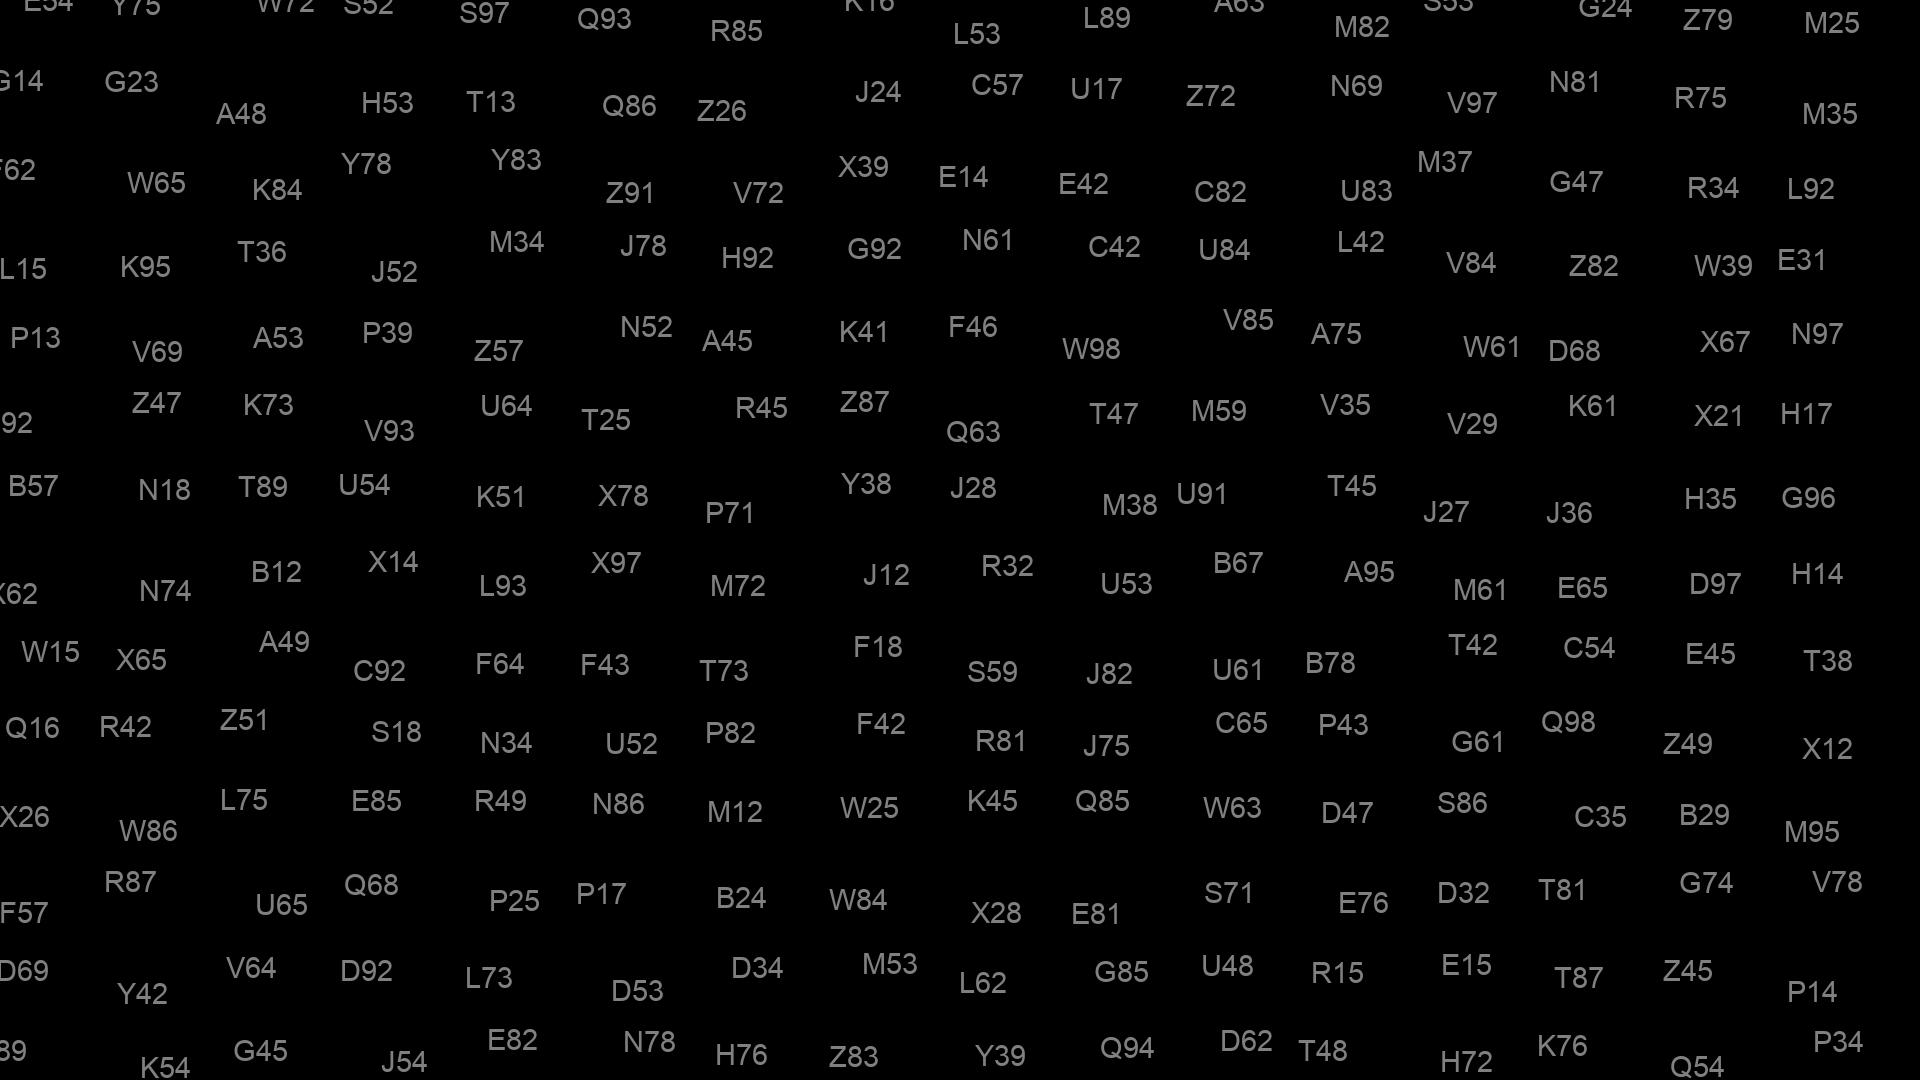 E54 Y75 W72 S52 S97 Q93 R85 K16 L53 L89 A63 M82 S53 G24 Z79 M25
G14 G23 A48 H53 T13 Q86 Z26 J24 C57 U17 Z72 N69 V97 N81 R75 M35
F62 W65 K84 Y78 Y83 Z91 V72 X39 E14 E42 C82 U83 M37 G47 R34 L92
L15 K95 T36 J52 M34 J78 H92 G92 N61 C42 U84 L42 V84 Z82 W39 E31
P13 V69 A53 P39 Z57 N52 A45 K41 F46 W98 V85 A75 W61 D68 X67 N97
92 Z47 K73 V93 U64 T25 R45 Z87 Q63 T47 M59 V35 V29 K61 X21 H17
B57 N18 T89 U54 K51 X78 P71 Y38 J28 M38 U91 T45 J27 J36 H35 G96
X62 N74 B12 X14 L93 X97 M72 J12 R32 U53 B67 A95 M61 E65 D97 H14
W15 X65 A49 C92 F64 F43 T73 F18 S59 J82 U61 B78 T42 C54 E45 T38
Q16 R42 Z51 S18 N34 U52 P82 F42 R81 J75 C65 P43 G61 Q98 Z49 X12
X26 W86 L75 E85 R49 N86 M12 W25 K45 Q85 W63 D47 S86 C35 B29 M95
F57 R87 U65 Q68 P25 P17 B24 W84 X28 E81 S71 E76 D32 T81 G74 V78
D69 Y42 V64 D92 L73 D53 D34 M53 L62 G85 U48 R15 E15 T87 Z45 P14
89 K54 G45 J54 E82 N78 H76 Z83 Y39 Q94 D62 T48 H72 K76 Q54 P34